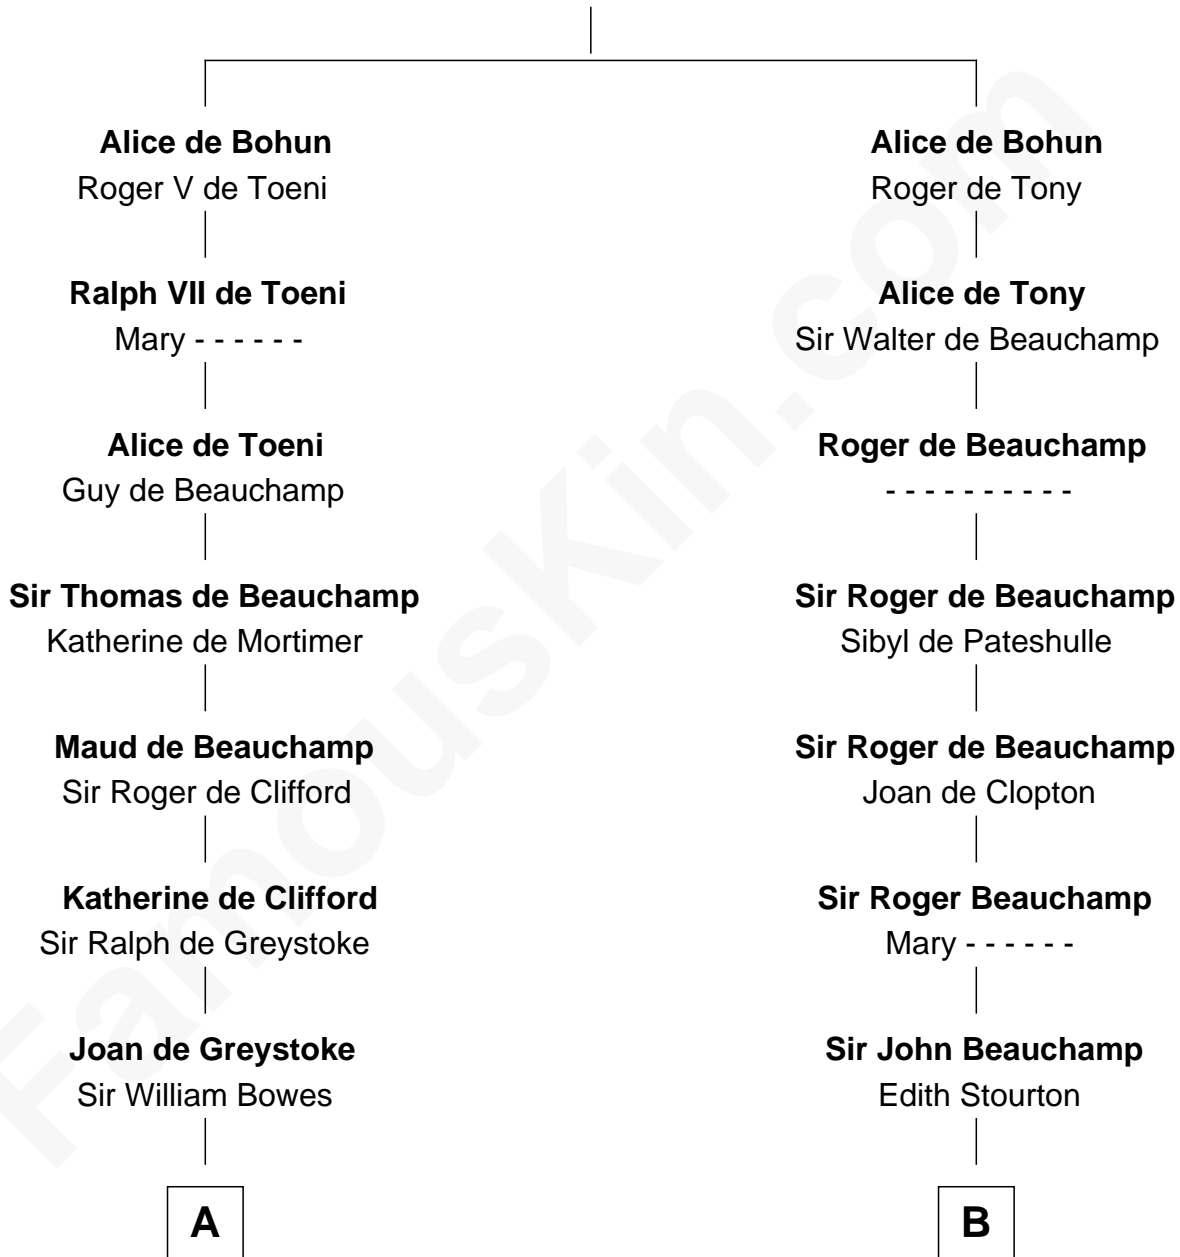 Alice de Bohun
Roger V de Toeni
Ralph VII de Toeni
Mary - - - - - -
Alice de Toeni
Guy de Beauchamp
Sir Thomas de Beauchamp
Katherine de Mortimer
Maud de Beauchamp
Sir Roger de Clifford
Katherine de Clifford
Sir Ralph de Greystoke
Joan de Greystoke
Sir William Bowes
A
Alice de Bohun
Roger de Tony
Alice de Tony
Sir Walter de Beauchamp
Roger de Beauchamp
- - - - - - - - - -
Sir Roger de Beauchamp
Sibyl de Pateshulle
Sir Roger de Beauchamp
Joan de Clopton
Sir Roger Beauchamp
Mary - - - - - -
Sir John Beauchamp
Edith Stourton
B
FamousKin.com